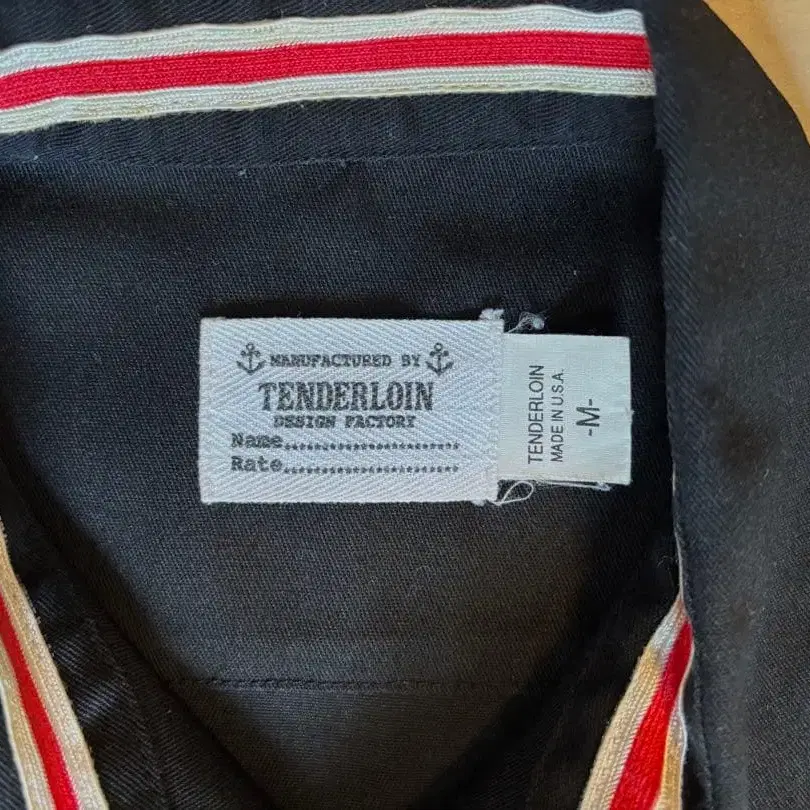 MANUFACTURED BY
TENDERLOIN
DESIGN FACTORY
Name........................
Rate........................
TENDERLOIN
MADE IN U.S.A.
-M-